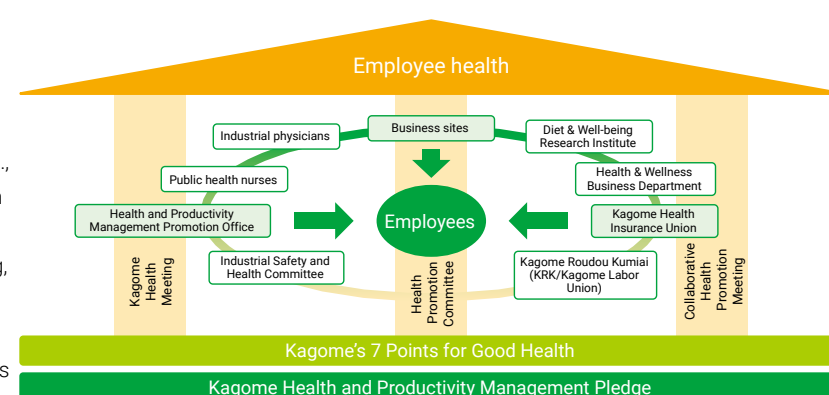 Employee health
Business sites
Industrial physicians
Diet & Well-being
Research Institute
Public health nurses
Health & Wellness
Business Department
Health and Productivity
Management Promotion Office
Employees
Kagome Health
Insurance Union
Industrial Safety and
Health Committee
Kagome Roudou Kumiai
(KRK/Kagome Labor
Union)
Kagome
Health
Meeting
Health
Promotion
Committee
Collaborative
Health
Promotion
Meeting
Kagome's 7 Points for Good Health
Kagome Health and Productivity Management Pledge